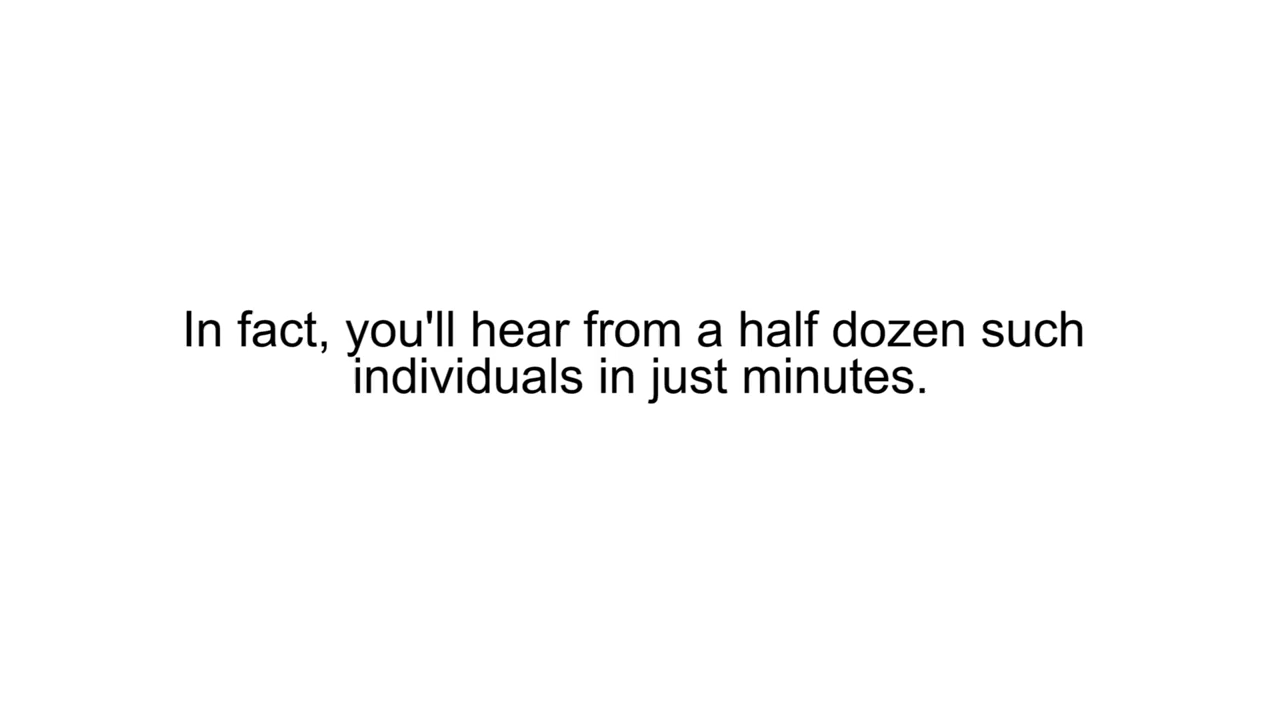 In fact, you'll hear from a half dozen such
individuals in just minutes.